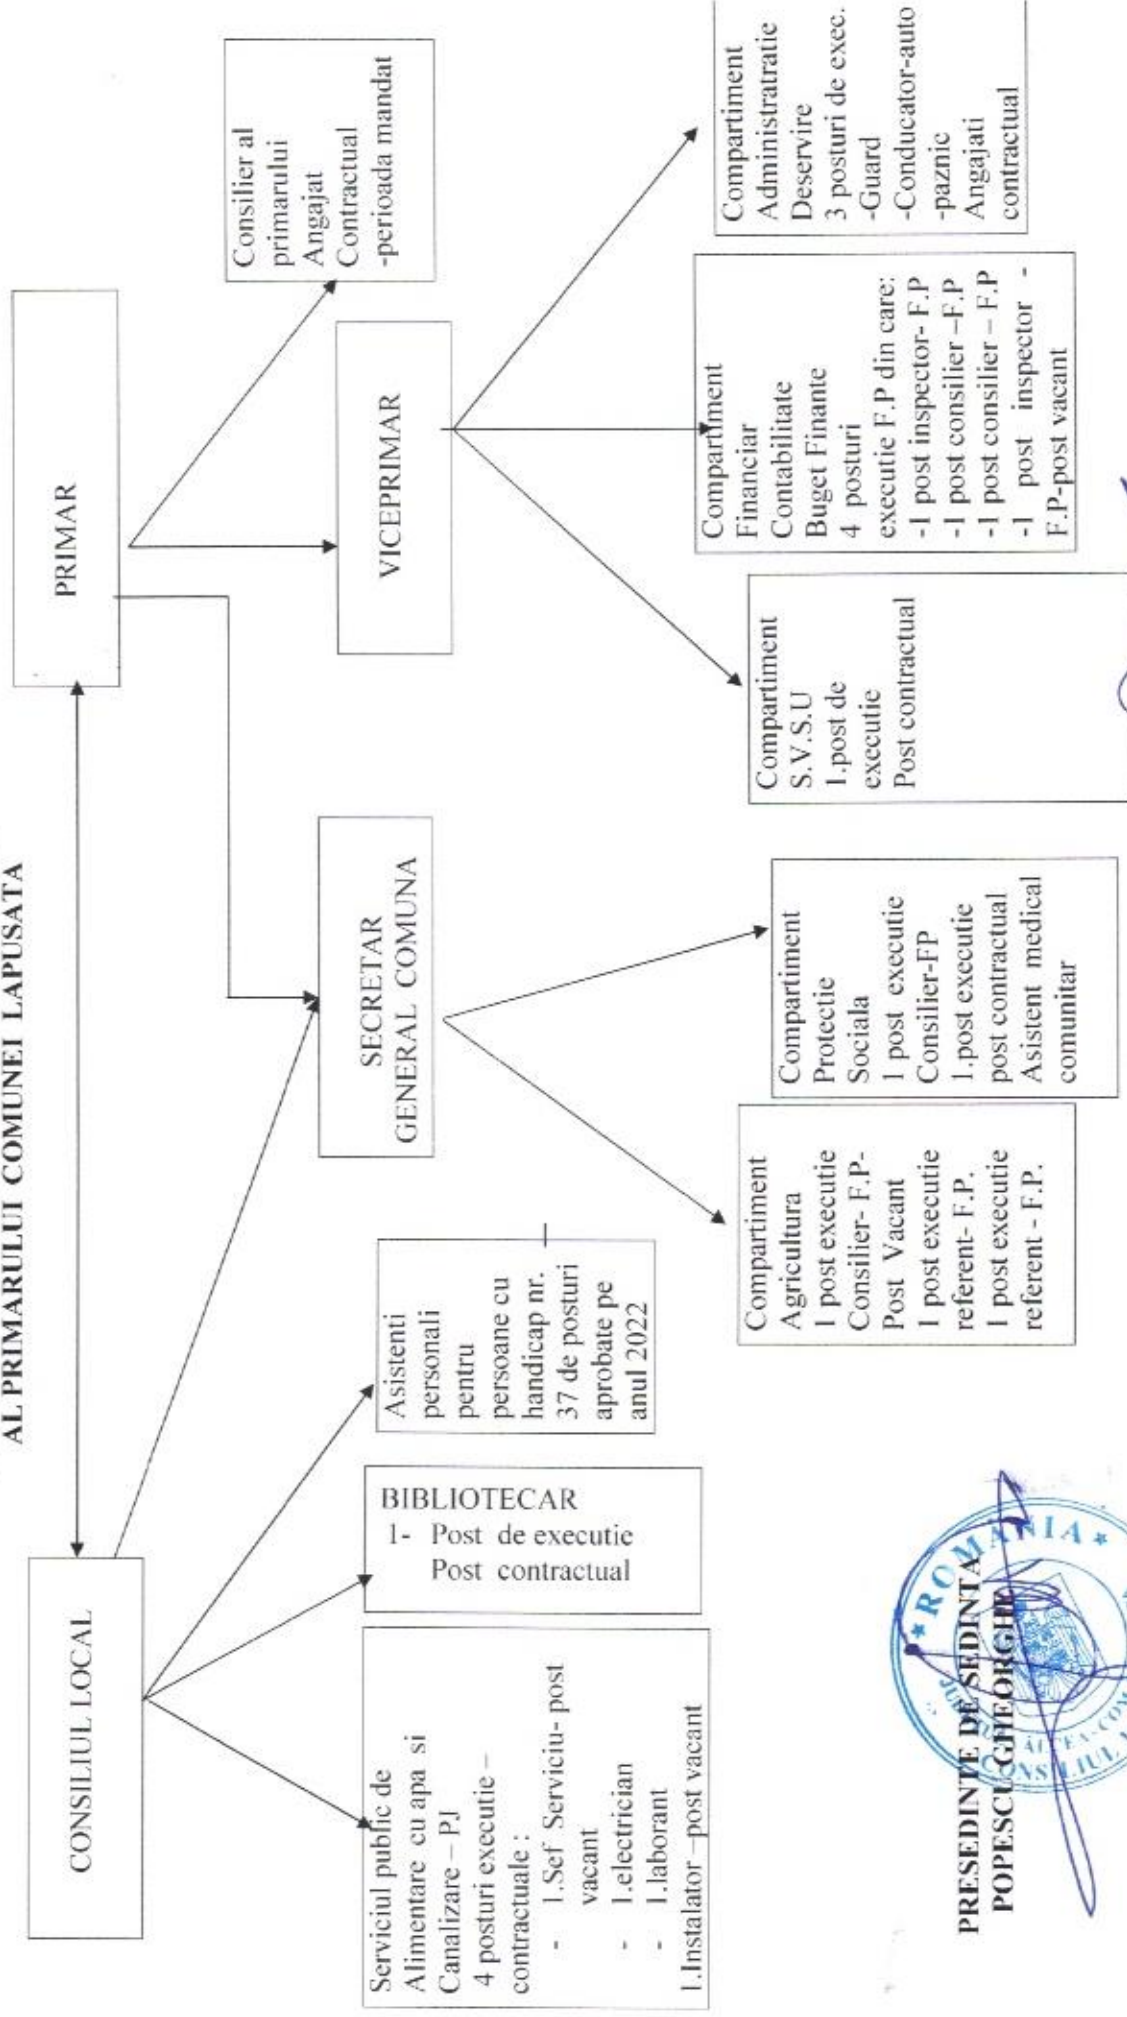 AL PRIMARULUI COMUNEI LAPUSATA
CONSILIUL LOCAL
PRIMAR
Consilier al
primarului
Angajat
Contractual
-perioada mandat
SECRETAR
GENERAL COMUNA
VICEPRIMAR
Serviciul public de
Alimentare cu apa si
Canalizare – PJ
4 posturi executie –
contractuale :
- 1.Sef Serviciu- post
vacant
- 1.electrician
- 1.laborant
1.Instalator –post vacant
BIBLIOTECAR
1- Post de executie
Post contractual
Asistenti
personali
pentru
persoane cu
handicap nr.
37 de posturi
aprobate pe
anul 2022
Compartiment
Agricultura
1 post executie
Consilier- F.P-
Post Vacant
1 post executie
referent- F.P.
1 post executie
referent - F.P.
Compartiment
Protectie
Sociala
1 post executie
Consilier-FP
1.post executie
post contractual
Asistent medical
comunitar
Compartiment
S.V.S.U
1.post de
executie
Post contractual
Compartiment
Financiar
Contabilitate
Buget Finante
4 posturi
executie F.P din care:
-1 post inspector- F.P
-1 post consilier –F.P
-1 post consilier – F.P
-1 post inspector -
F.P-post vacant
Compartiment
Administratie
Deservire
3 posturi de exec.
-Guard
-Conducator-auto
-paznic
Angajati
contractual
PRESEDINTE DE SEDINTA
POPESCU GHEORGHE
ROMANIA